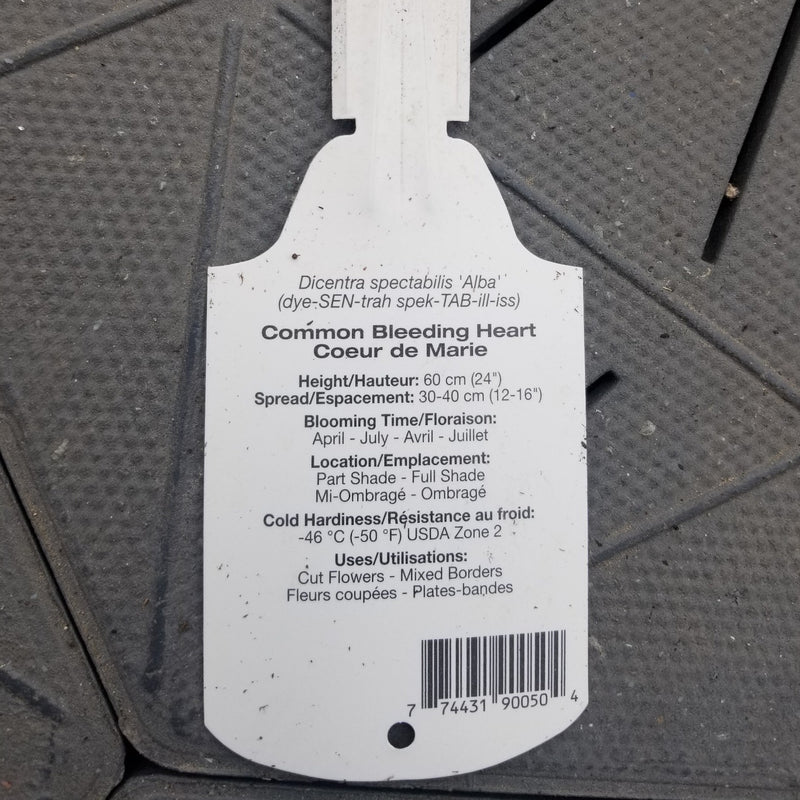 Dicentra spectabilis 'Alba'
(dye-SEN-trah spek-TAB-ill-iss)
Common Bleeding Heart
Coeur de Marie
Height/Hauteur: 60 cm (24")
Spread/Espacement: 30-40 cm (12-16")
Blooming Time/Floraison:
April - July - Avril - Juillet
Location/Emplacement:
Part Shade - Full Shade
Mi-Ombragé - Ombragé
Cold Hardiness/Résistance au froid:
-46 °C (-50 °F) USDA Zone 2
Uses/Utilisations:
Cut Flowers - Mixed Borders
Fleurs coupées - Plates-bandes
7 74431 90050 4